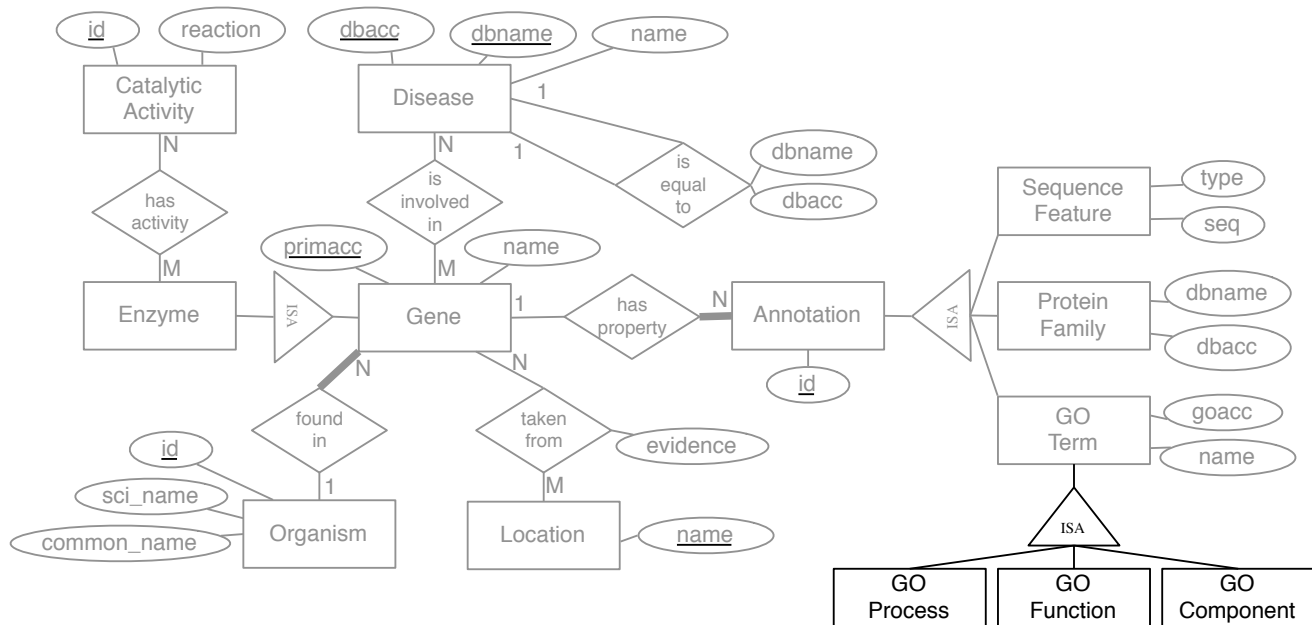 id
reaction
dbacc
dbname
name
Catalytic
Activity
Disease
1
N
N
1
is
equal
to
dbname
dbacc
has
activity
is
involved
in
Sequence
Feature
type
seq
primacc
name
M
M
Enzyme
ISA
Gene
1
has
property
N
Annotation
ISA
Protein
Family
dbname
dbacc
id
N
N
found
in
taken
from
evidence
GO
Term
goacc
name
id
sci_name
common_name
1
M
Organism
Location
name
ISA
GO
Process
GO
Function
GO
Component